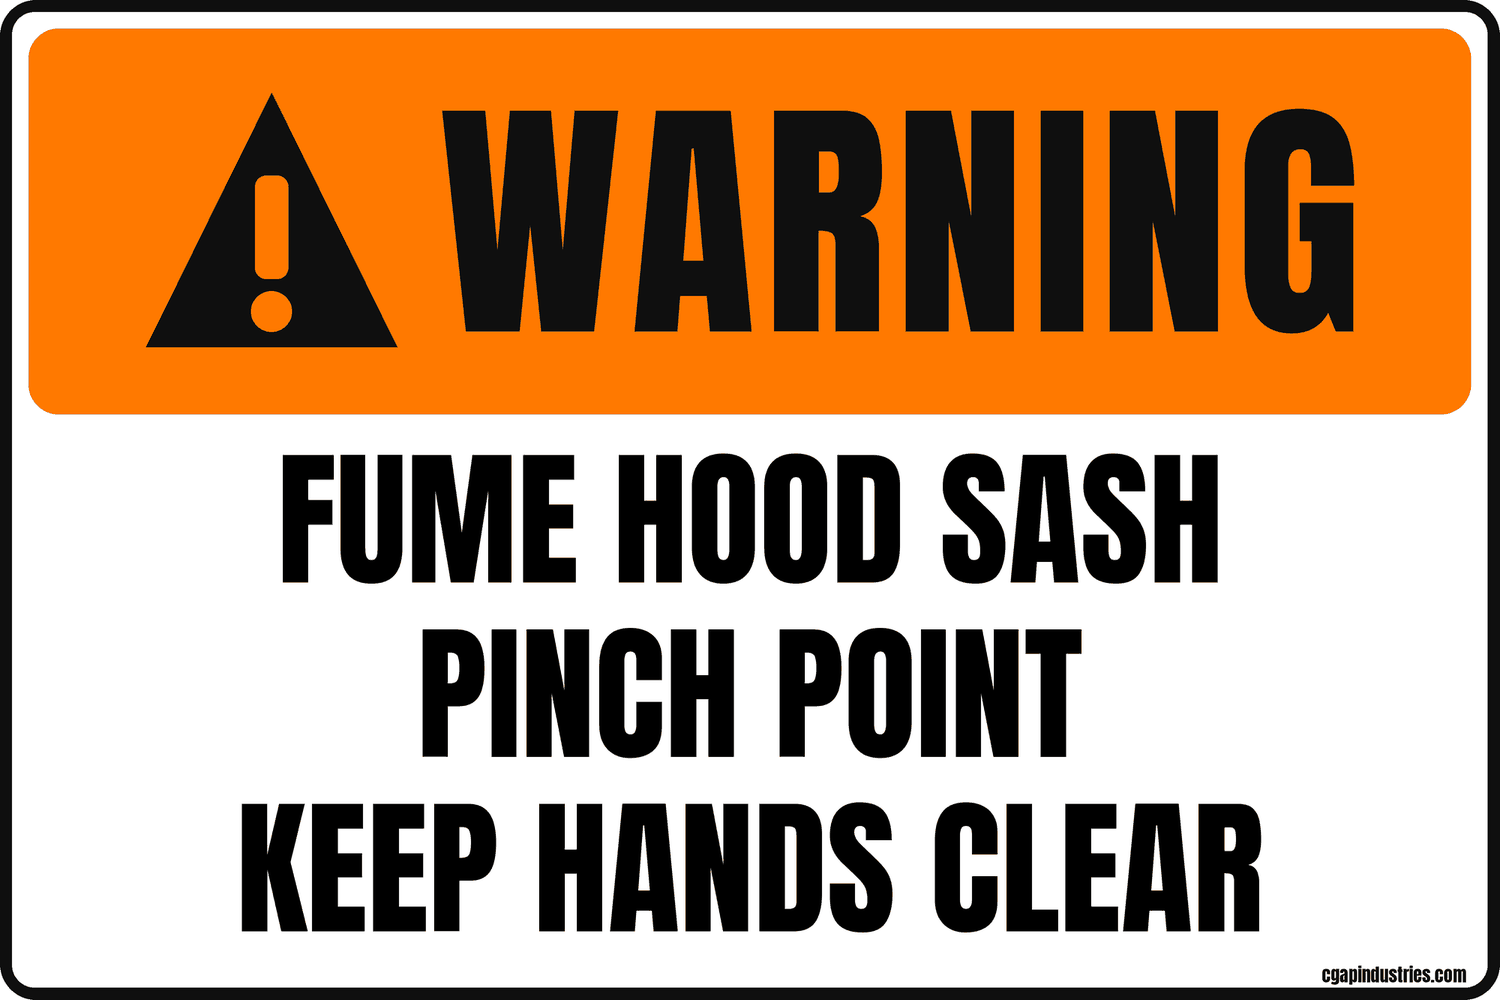 WARNING
FUME HOOD SASH
PINCH POINT
KEEP HANDS CLEAR
cgapindustries.com